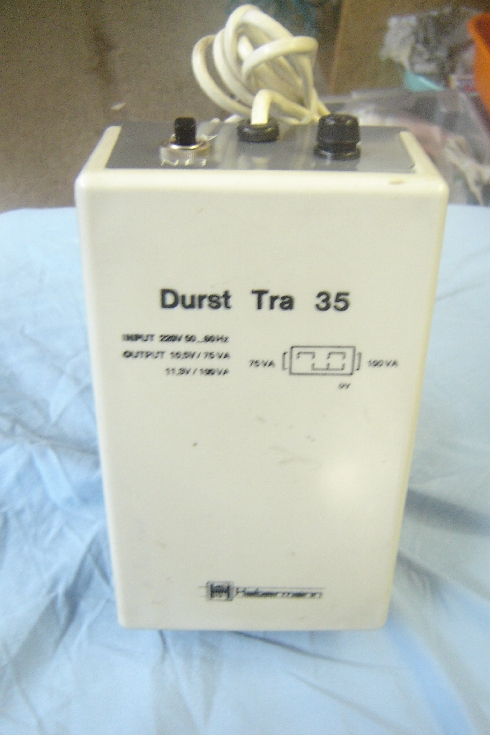 Durst Tra 35
INPUT 220V 50...60Hz
OUTPUT 10,5V / 75 VA
11,3V / 100 VA
75 VA
100 VA
0V